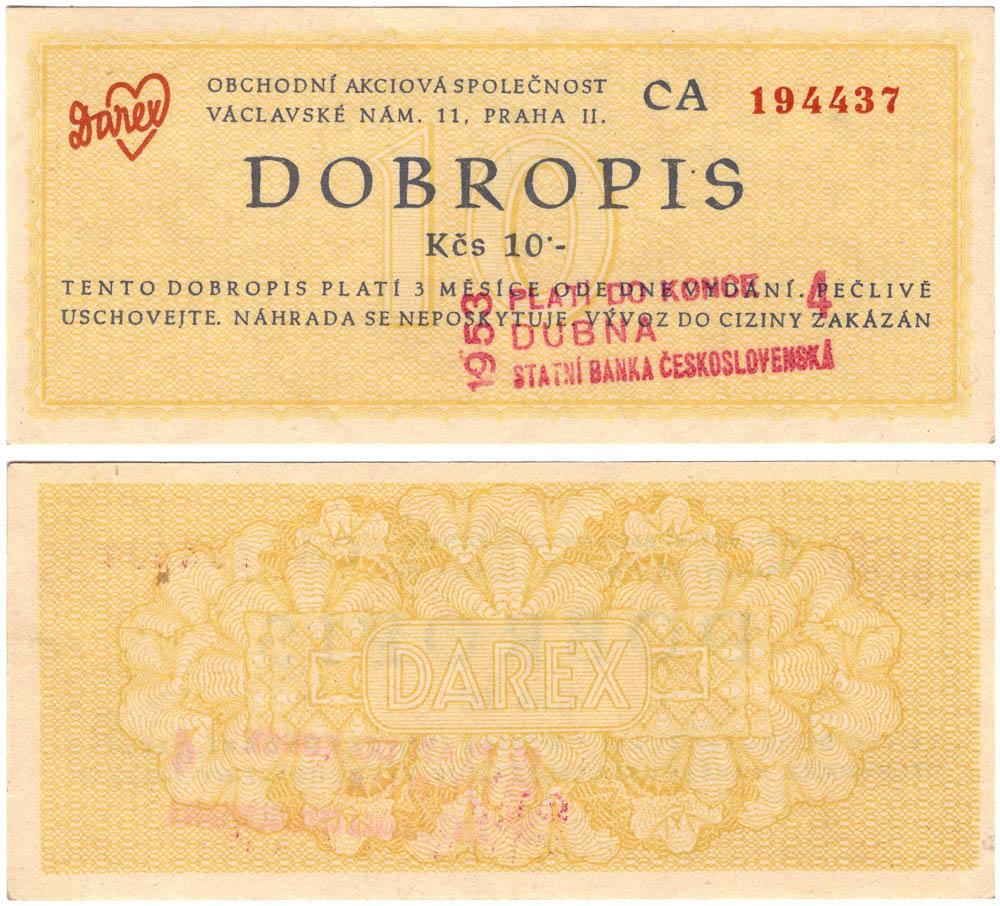 Darex
OBCHODNÍ AKCIOVÁ SPOLEČNOST
VÁCLAVSKÉ NÁM. 11, PRAHA II.
CA 194437
10
DOBROPIS
Kčs 10·-
TENTO DOBROPIS PLATÍ 3 MĚSÍCE ODE DNE VYDÁNÍ. PEČLIVĚ
USCHOVEJTE. NÁHRADA SE NEPOSKYTUJE. VÝVOZ DO CIZINY ZAKÁZÁN
1953
PLATÍ DO KONCE 4
DUBNA
STATNÍ BANKA ČESKOSLOVENSKÁ
DAREX